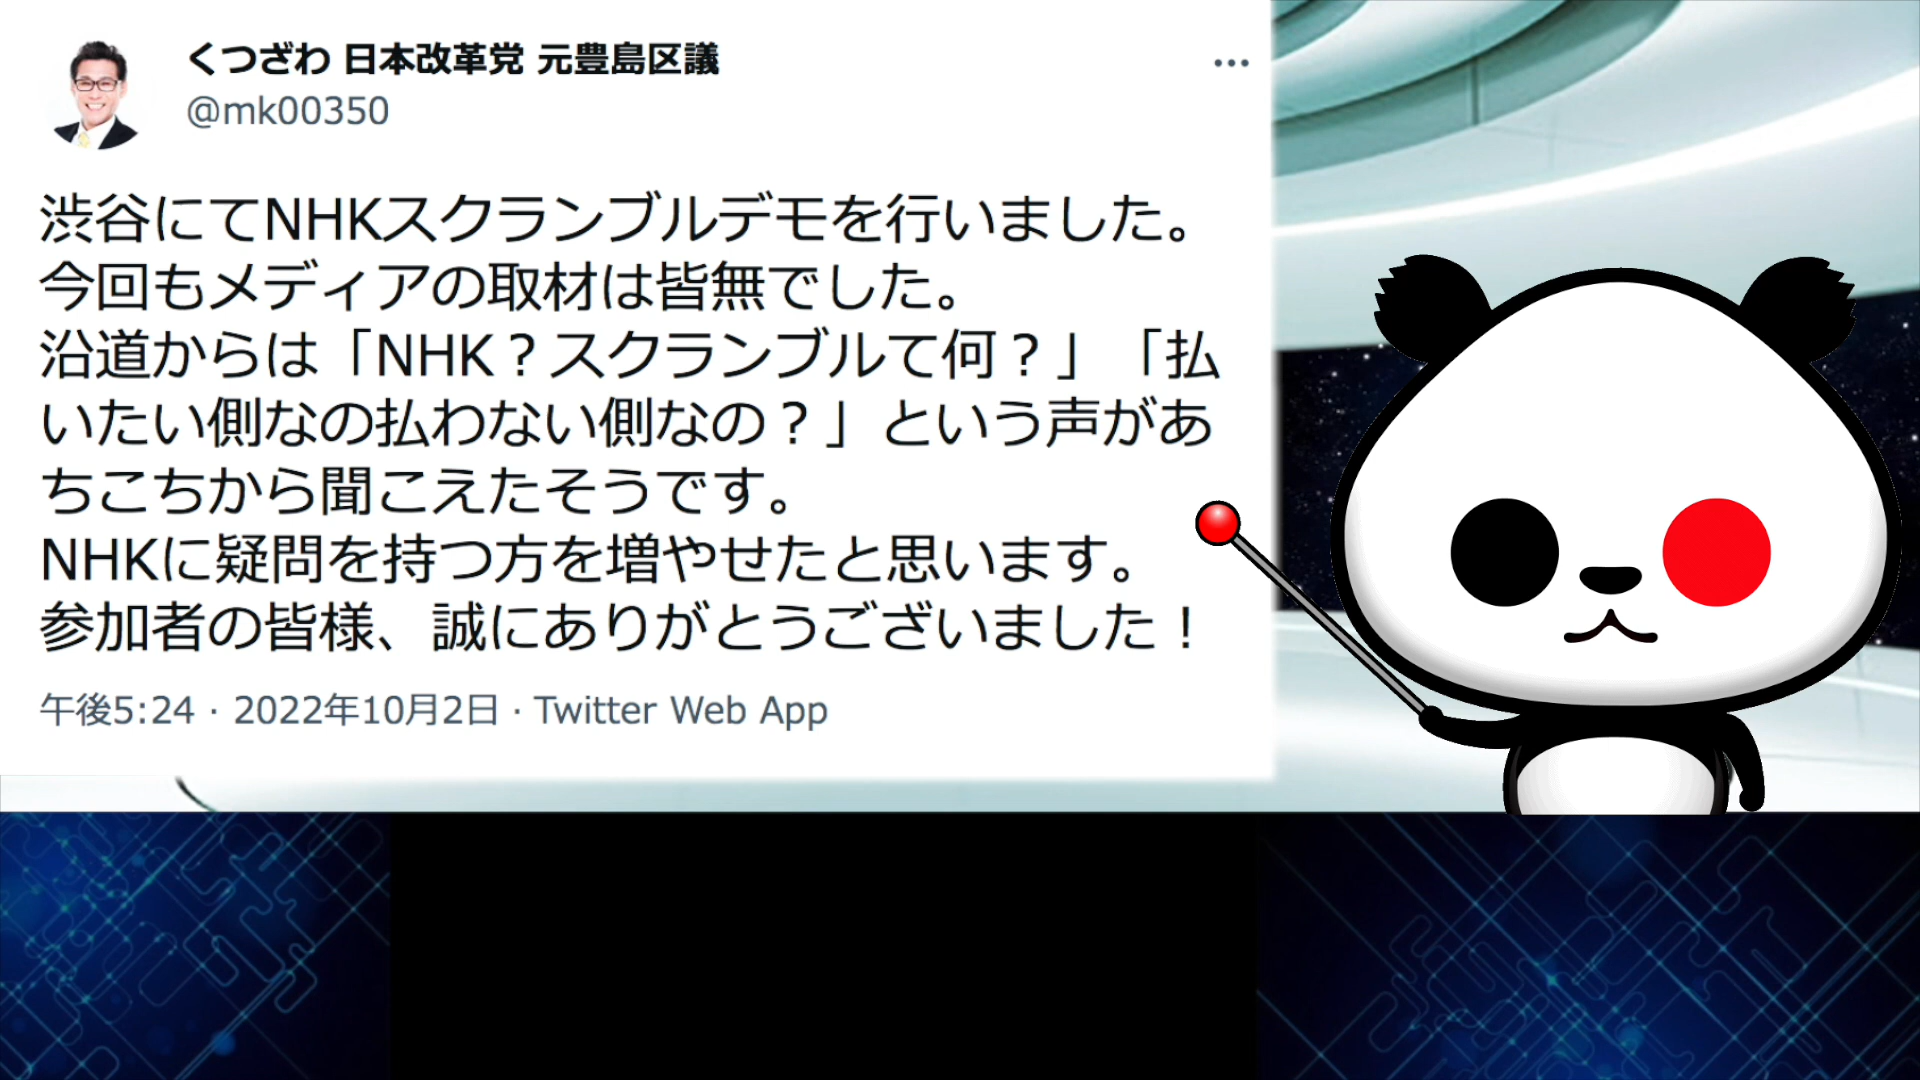 くつざわ 日本改革党 元豊島区議
@mk00350
渋谷にてNHKスクランブルデモを行いました。
今回もメディアの取材は皆無でした。
沿道からは「NHK？スクランブルて何？」「払
いたい側なの払わない側なの？」という声があ
ちこちから聞こえたそうです。
NHKに疑問を持つ方を増やせたと思います。
参加者の皆様、誠にありがとうございました！
午後5:24 · 2022年10月2日 · Twitter Web App